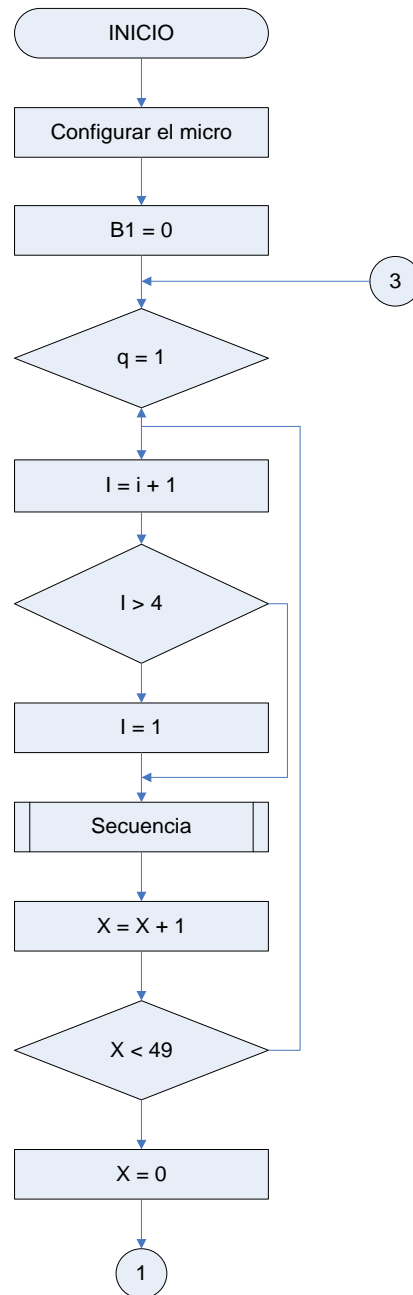 INICIO
Configurar el micro
B1 = 0
3
q = 1
I = i + 1
I > 4
I = 1
Secuencia
X = X + 1
X < 49
X = 0
1